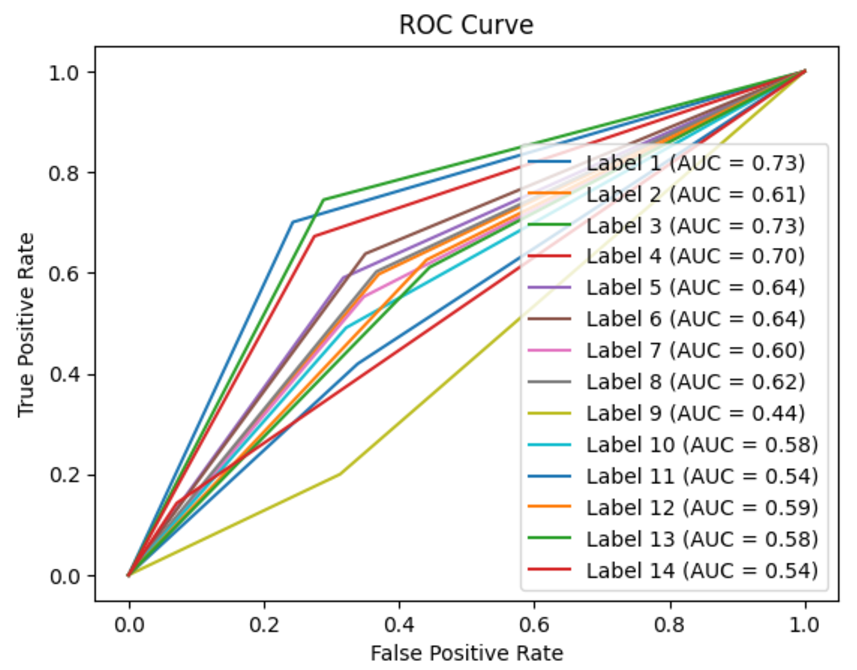 ROC Curve
True Positive Rate
1.0
0.8
0.6
0.4
0.2
0.0
Label 1 (AUC = 0.73)
Label 2 (AUC = 0.61)
Label 3 (AUC = 0.73)
Label 4 (AUC = 0.70)
Label 5 (AUC = 0.64)
Label 6 (AUC = 0.64)
Label 7 (AUC = 0.60)
Label 8 (AUC = 0.62)
Label 9 (AUC = 0.44)
Label 10 (AUC = 0.58)
Label 11 (AUC = 0.54)
Label 12 (AUC = 0.59)
Label 13 (AUC = 0.58)
Label 14 (AUC = 0.54)
0.0 0.2 0.4 0.6 0.8 1.0
False Positive Rate